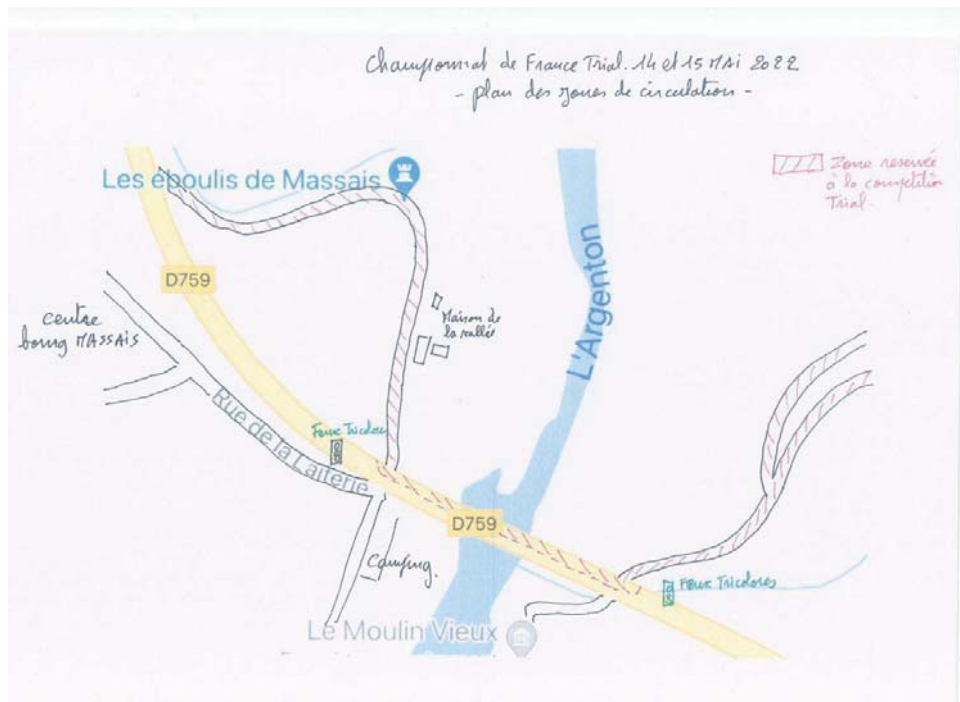 Championnat de France Trial. 14 et 15 MAI 2022
- plan des zones de circulation -
Zone reservée
à la compétition
Trial.
Les époulis de Massais
D759
centre
bourg MASSAIS
Maison de
la vallée
L'Argenton
Rue de la Laiterie
Feux Tricolores
D759
Camping.
Feux Tricolores
Le Moulin Vieux